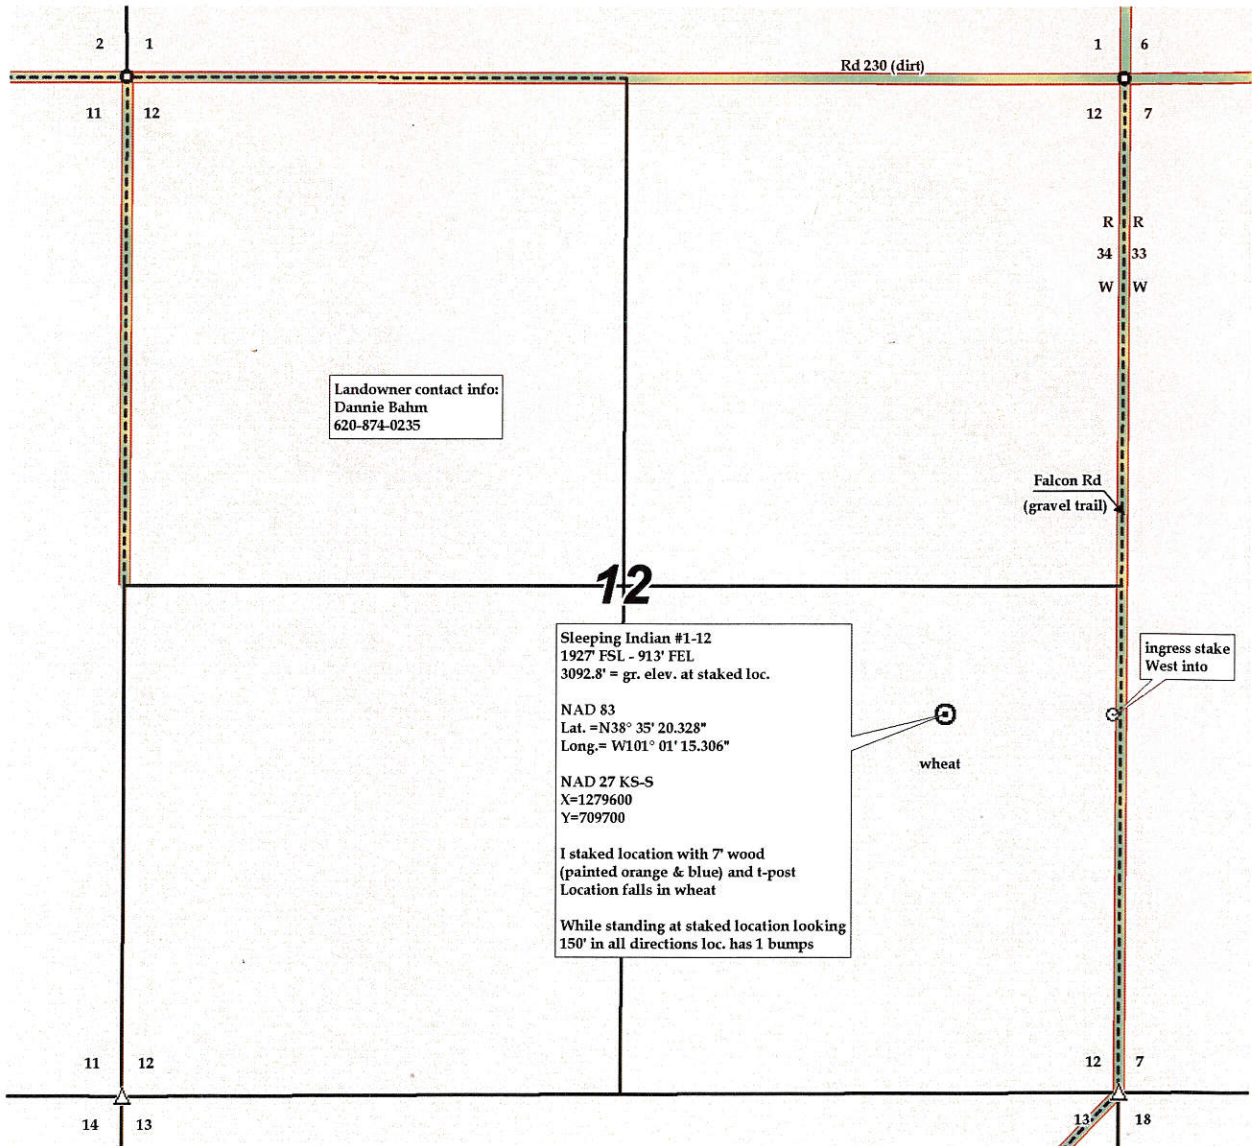 2 1
1 6
Rd 230 (dirt)
11 12
12 7
R R
34 33
W W
Landowner contact info:
Dannie Bahm
620-874-0235
Falcon Rd
(gravel trail)
12
Sleeping Indian #1-12
1927' FSL - 913' FEL
3092.8' = gr. elev. at staked loc.
NAD 83
Lat. =N38° 35' 20.328"
Long.= W101° 01' 15.306"
NAD 27 KS-S
X=1279600
Y=709700
I staked location with 7' wood
(painted orange & blue) and t-post
Location falls in wheat
While standing at staked location looking
150' in all directions loc. has 1 bumps
ingress stake
West into
wheat
11 12
12 7
14 13
13 18